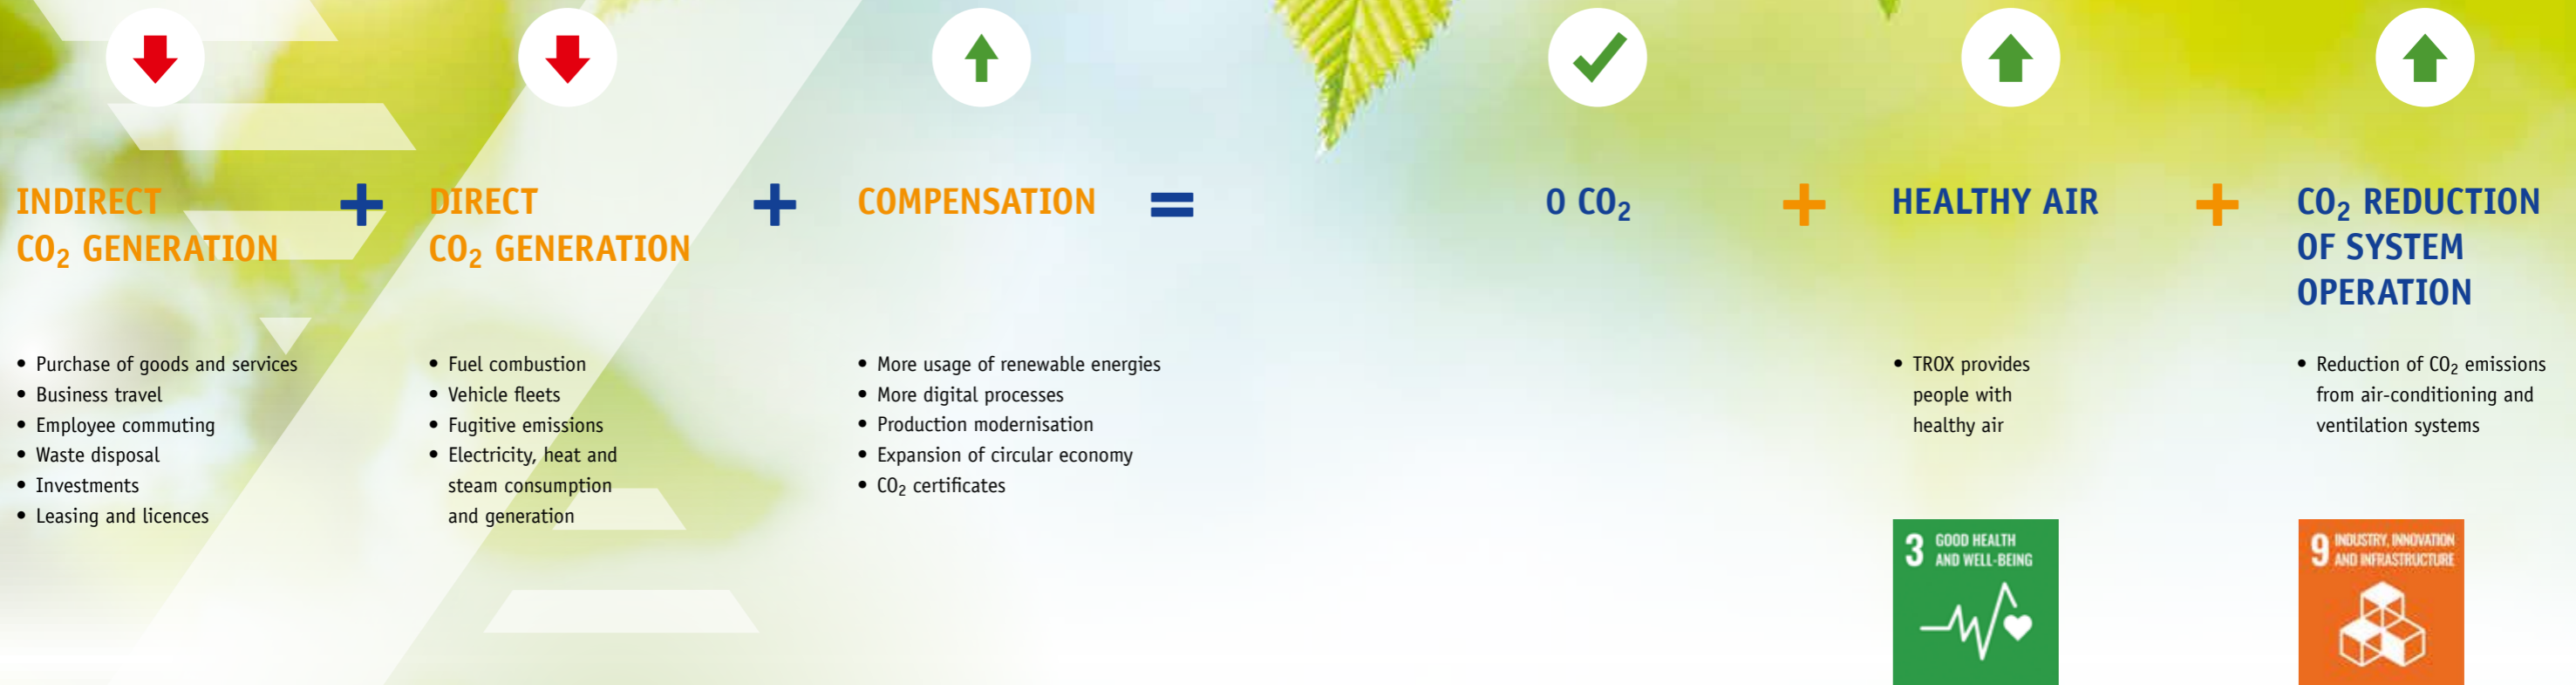 INDIRECT
CO₂ GENERATION
+
DIRECT
CO₂ GENERATION
+
COMPENSATION
=
0 CO₂
+
HEALTHY AIR
+
CO₂ REDUCTION
OF SYSTEM
OPERATION
• Purchase of goods and services
• Business travel
• Employee commuting
• Waste disposal
• Investments
• Leasing and licences
• Fuel combustion
• Vehicle fleets
• Fugitive emissions
• Electricity, heat and
steam consumption
and generation
• More usage of renewable energies
• More digital processes
• Production modernisation
• Expansion of circular economy
• CO₂ certificates
• TROX provides
people with
healthy air
• Reduction of CO₂ emissions
from air-conditioning and
ventilation systems
3 GOOD HEALTH
AND WELL-BEING
9 INDUSTRY, INNOVATION
AND INFRASTRUCTURE